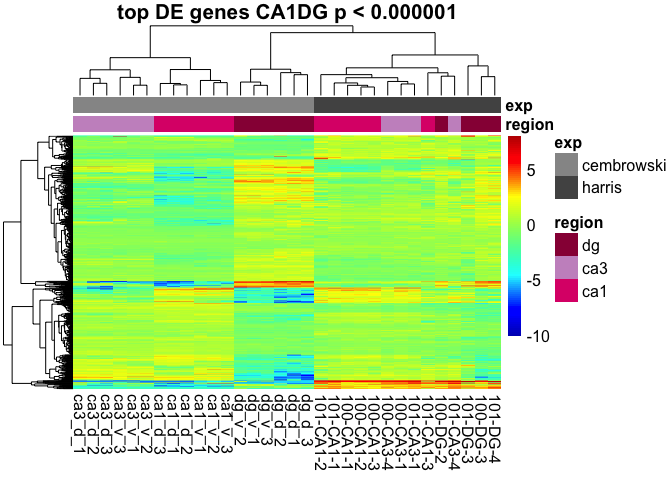 top DE genes CA1DG p < 0.000001
exp
region
exp
cembrowski
harris
region
dg
ca3
ca1
5
0
-5
-10
ca3_d_1
ca3_d_2
ca3_d_3
ca3_v_1
ca3_v_3
ca3_v_2
ca1_d_3
ca1_d_1
ca1_d_2
ca1_v_1
ca1_v_2
ca1_v_3
dg_v_2
dg_v_1
dg_v_3
dg_d_2
dg_d_1
dg_d_3
101-CA1-2
101-CA1-1
100-CA1-1
100-CA1-2
100-CA1-3
100-CA3-4
100-CA3-1
101-CA3-1
101-CA1-3
100-DG-2
101-CA3-4
101-DG-3
100-DG-3
101-DG-4